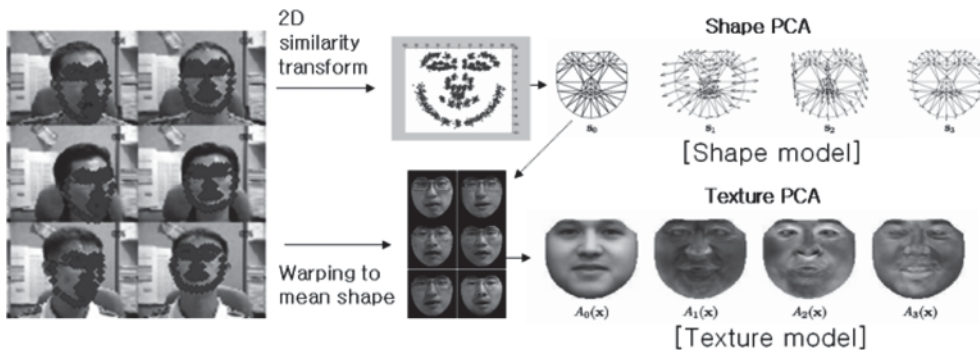 2D
similarity
transform
Shape PCA
s₀ s₁ s₂ s₃
[Shape model]
Texture PCA
Warping to
mean shape
A₀(x) A₁(x) A₂(x) A₃(x)
[Texture model]